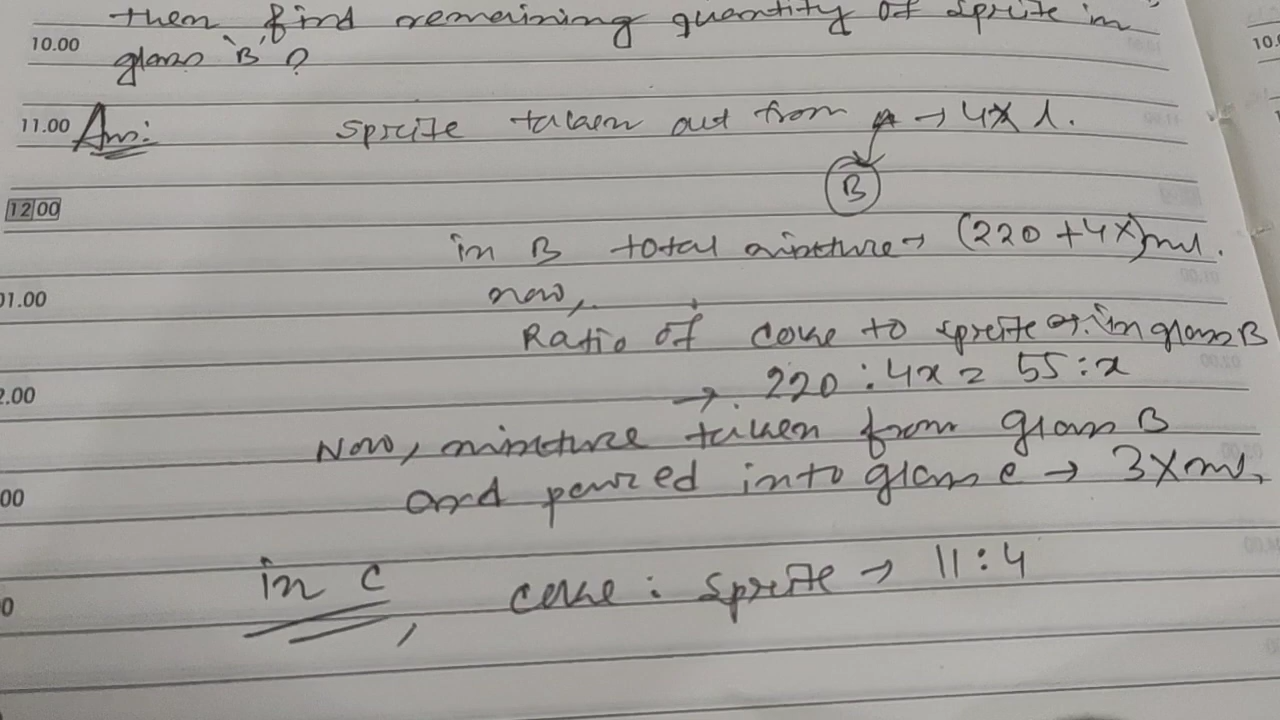 then find remaining quantity of sprite in
10.00 glass 'B' ?
11.00 Ans: Sprite taken out from A → 4x l.
B
12 00
in B total mixture → (220 + 4x) ml.
01.00 now,
Ratio of coke to sprite in glass B
2.00 → 220 : 4x = 55 : x
Now, mixture taken from glass B
00 and poured into glass c → 3x ml,
in C coke : Sprite → 11 : 4
0